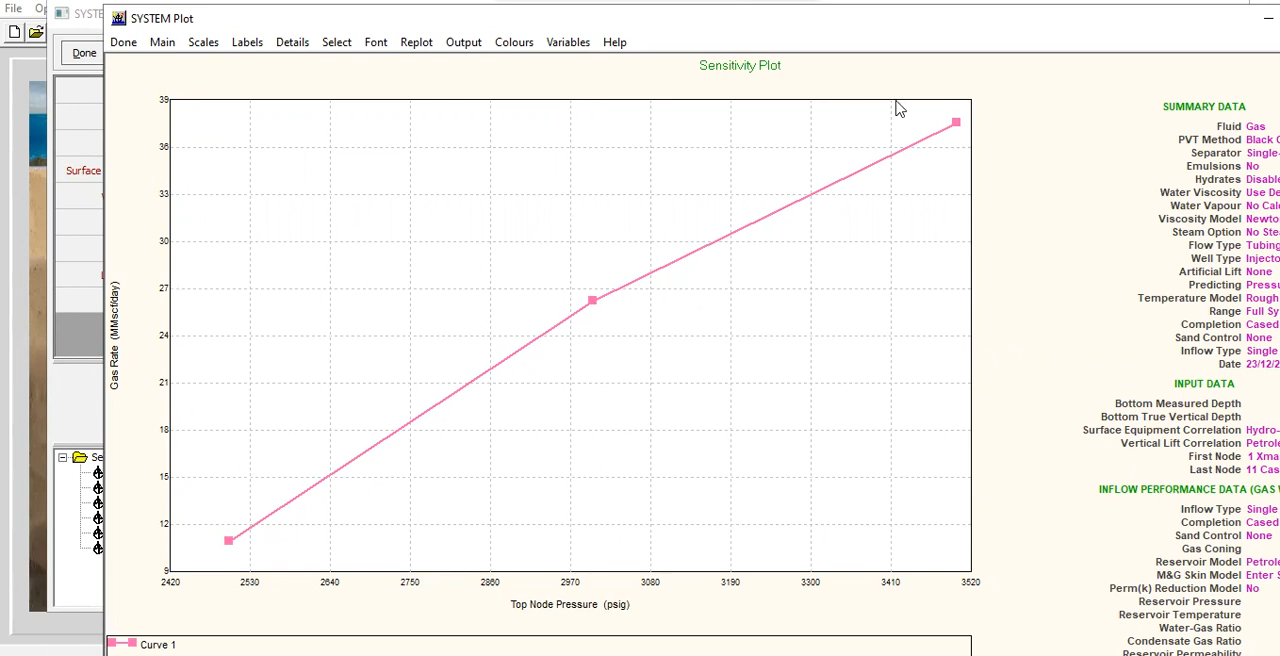 File
SYSTE
SYSTEM Plot
Done Main Scales Labels Details Select Font Replot Output Colours Variables Help
Done
Surface
Sensitivity Plot
39
36
33
30
27
24
21
18
15
12
9
Gas Rate (MMscf/day)
2420 2530 2640 2750 2860 2970 3080 3190 3300 3410 3520
Top Node Pressure (psig)
Curve 1
SUMMARY DATA
Fluid Gas
PVT Method Black
Separator Single-
Emulsions No
Hydrates Disable
Water Viscosity Use De
Water Vapour No Cal
Viscosity Model Newto
Steam Option No Ste
Flow Type Tubing
Well Type Injecto
Artificial Lift None
Predicting Pressu
Temperature Model Rough
Range Full Sy
Completion Cased
Sand Control None
Inflow Type Single
Date 23/12/2
INPUT DATA
Bottom Measured Depth
Bottom True Vertical Depth
Surface Equipment Correlation Hydro-
Vertical Lift Correlation Petrole
First Node 1 Xma
Last Node 11 Cas
INFLOW PERFORMANCE DATA (GAS
Inflow Type Single
Completion Cased
Sand Control None
Gas Coning
Reservoir Model Petrole
M&G Skin Model Enter S
Perm(k) Reduction Model No
Reservoir Pressure
Reservoir Temperature
Water-Gas Ratio
Condensate Gas Ratio
Reservoir Permeability